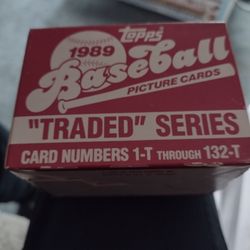 Topps
1989
Baseball
PICTURE CARDS
"TRADED" SERIES
CARD NUMBERS 1-T THROUGH 132-T